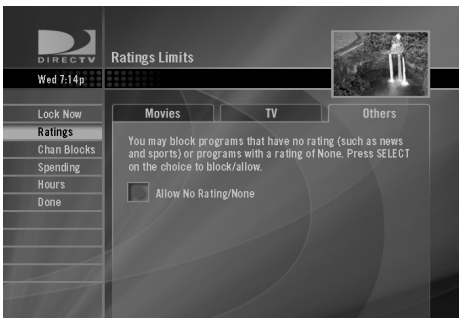 DIRECTV
Ratings Limits
Wed 7:14p
Lock Now
Ratings
Chan Blocks
Spending
Hours
Done
Movies
TV
Others
You may block programs that have no rating (such as news
and sports) or programs with a rating of None. Press SELECT
on the choice to block/allow.
Allow No Rating/None